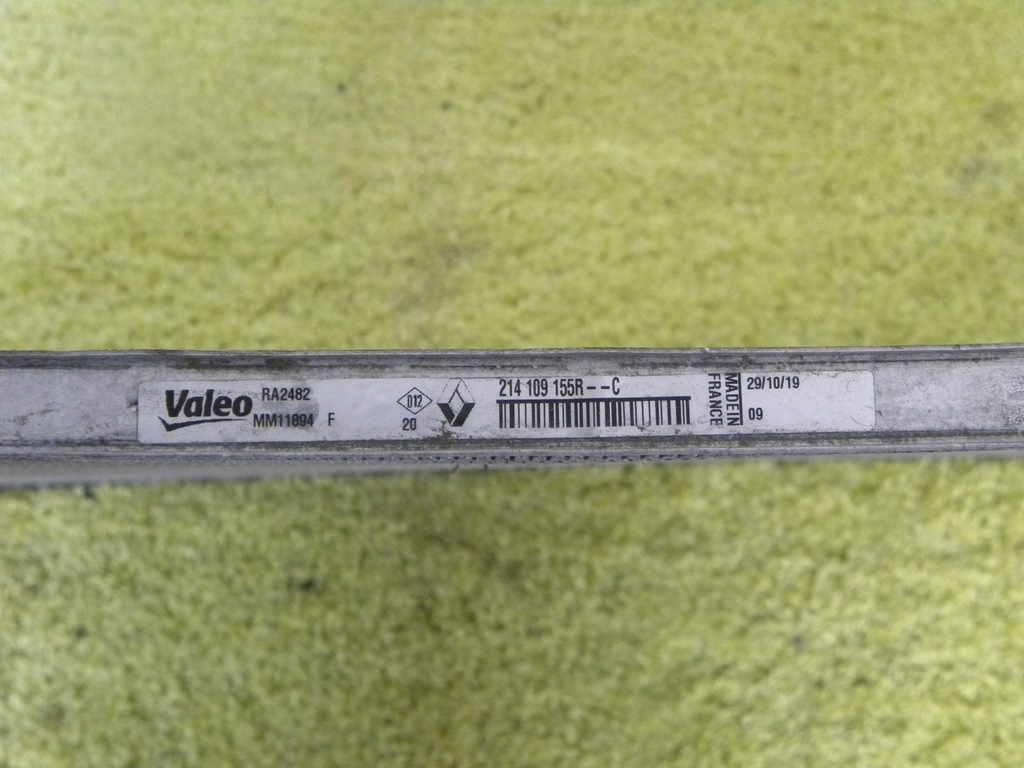 Valeo
RA2482
MM11894 F
012
20
214 109 155R--C
MADE IN
FRANCE
29/10/19
09